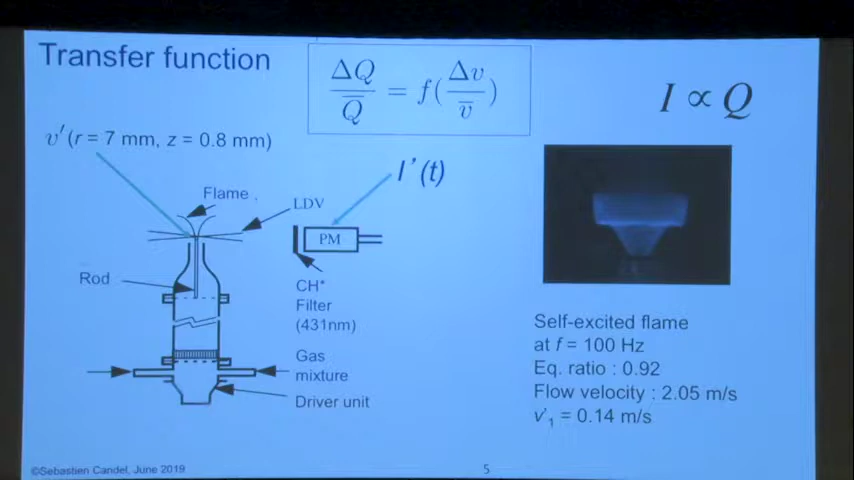 Transfer function
ΔQ / Q̅ = f(Δv / v̅)
I ∝ Q
v′(r = 7 mm, z = 0.8 mm)
I'(t)
Flame
LDV
PM
Rod
CH*
Filter
(431nm)
Gas
mixture
Driver unit
Self-excited flame
at f = 100 Hz
Eq. ratio : 0.92
Flow velocity : 2.05 m/s
v'₁ = 0.14 m/s
©Sebastien Candel, June 2019
5